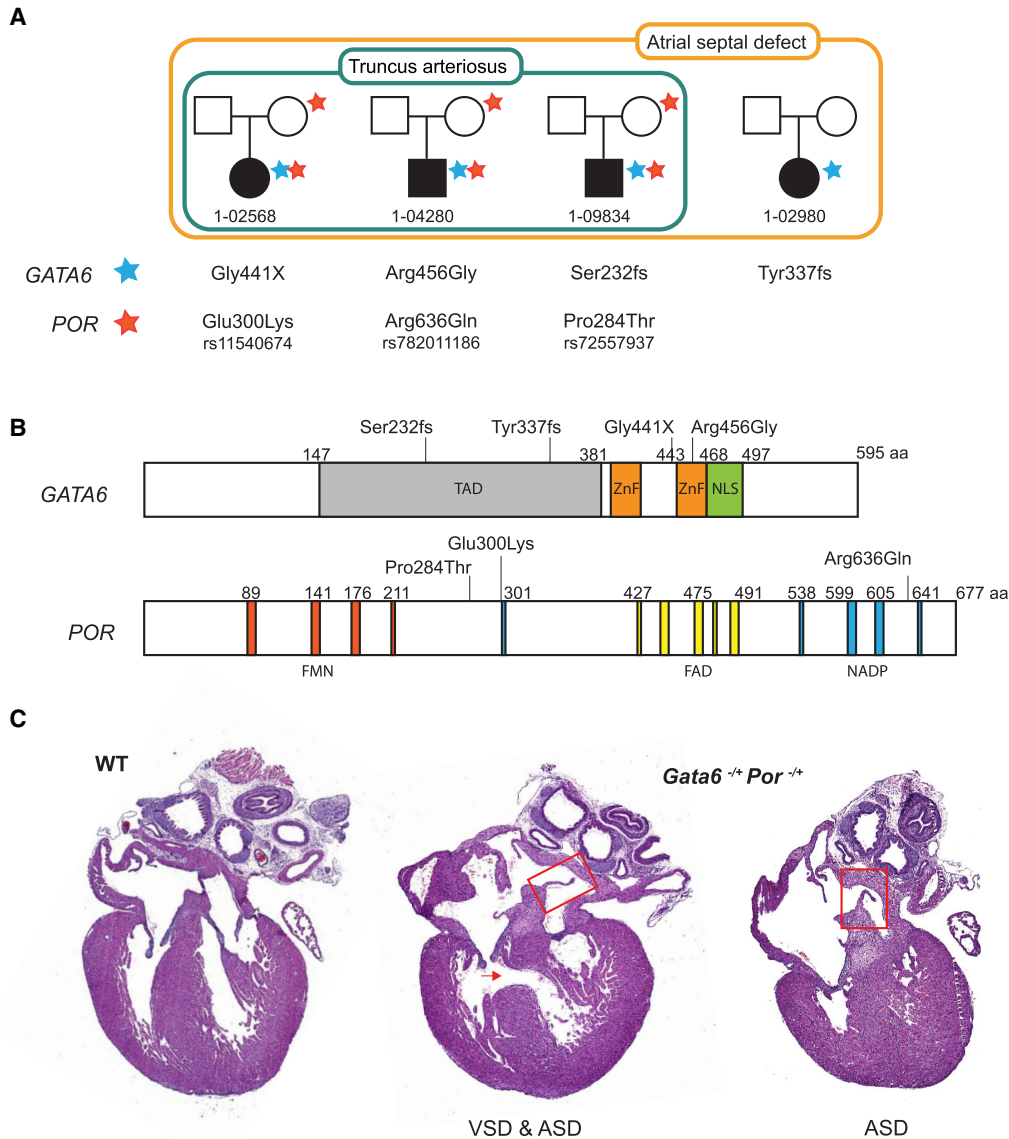 A
Atrial septal defect
Truncus arteriosus
1-02568 1-04280 1-09834 1-02980
GATA6 Gly441X Arg456Gly Ser232fs Tyr337fs
POR Glu300Lys Arg636Gln Pro284Thr
rs11540674 rs782011186 rs72557937
B
Ser232fs Tyr337fs Gly441X Arg456Gly
147 381 443 468 497 595 aa
GATA6 TAD ZnF ZnF NLS
Glu300Lys
Pro284Thr Arg636Gln
89 141 176 211 301 427 475 491 538 599 605 641 677 aa
POR
FMN FAD NADP
C
WT
Gata6 -/+ Por -/+
VSD & ASD ASD